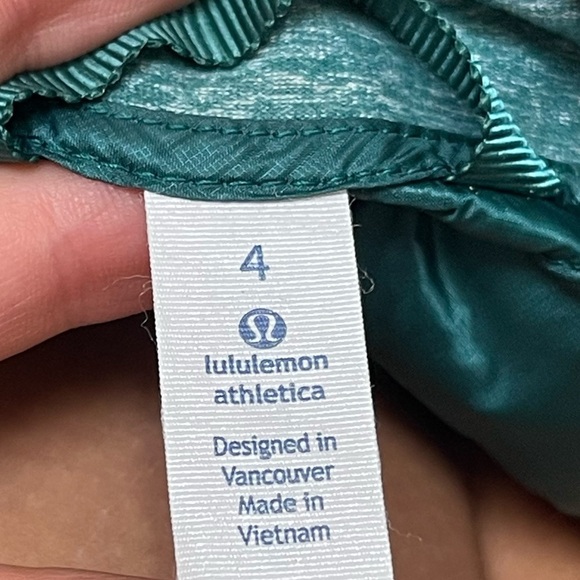 4
lululemon
athletica
Designed in
Vancouver
Made in
Vietnam